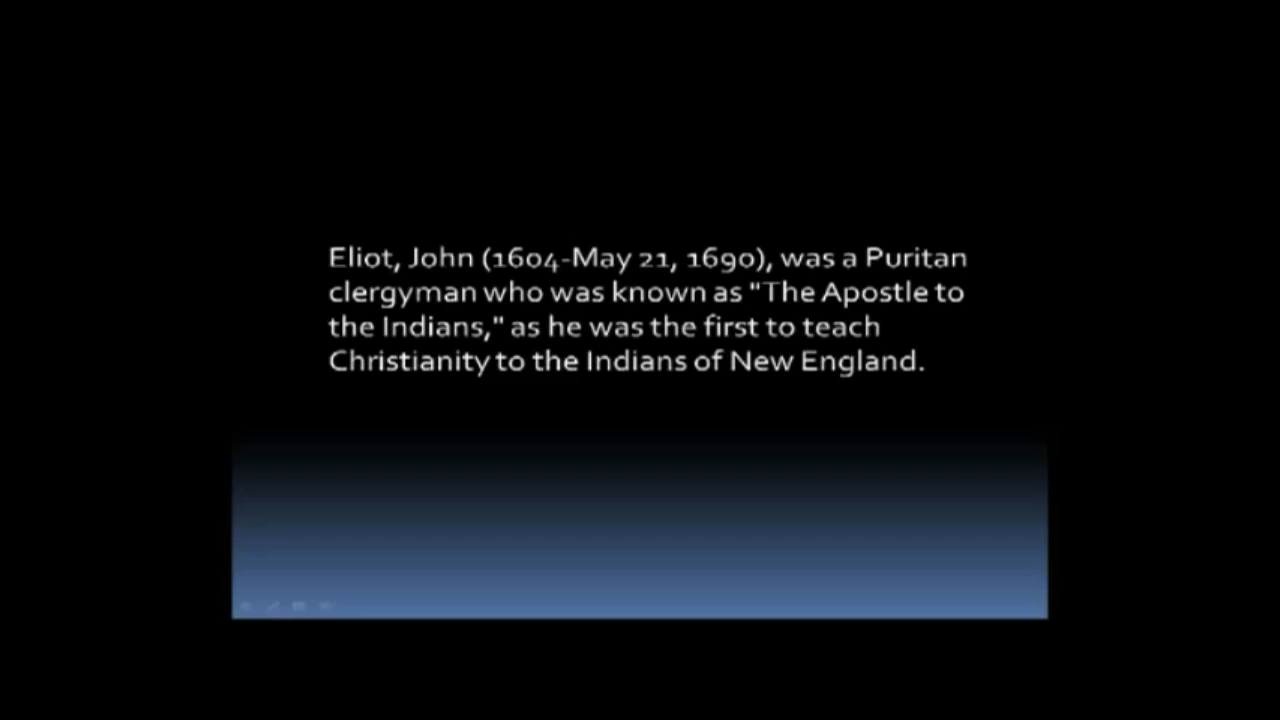 Eliot, John (1604-May 21, 1690), was a Puritan
clergyman who was known as "The Apostle to
the Indians," as he was the first to teach
Christianity to the Indians of New England.